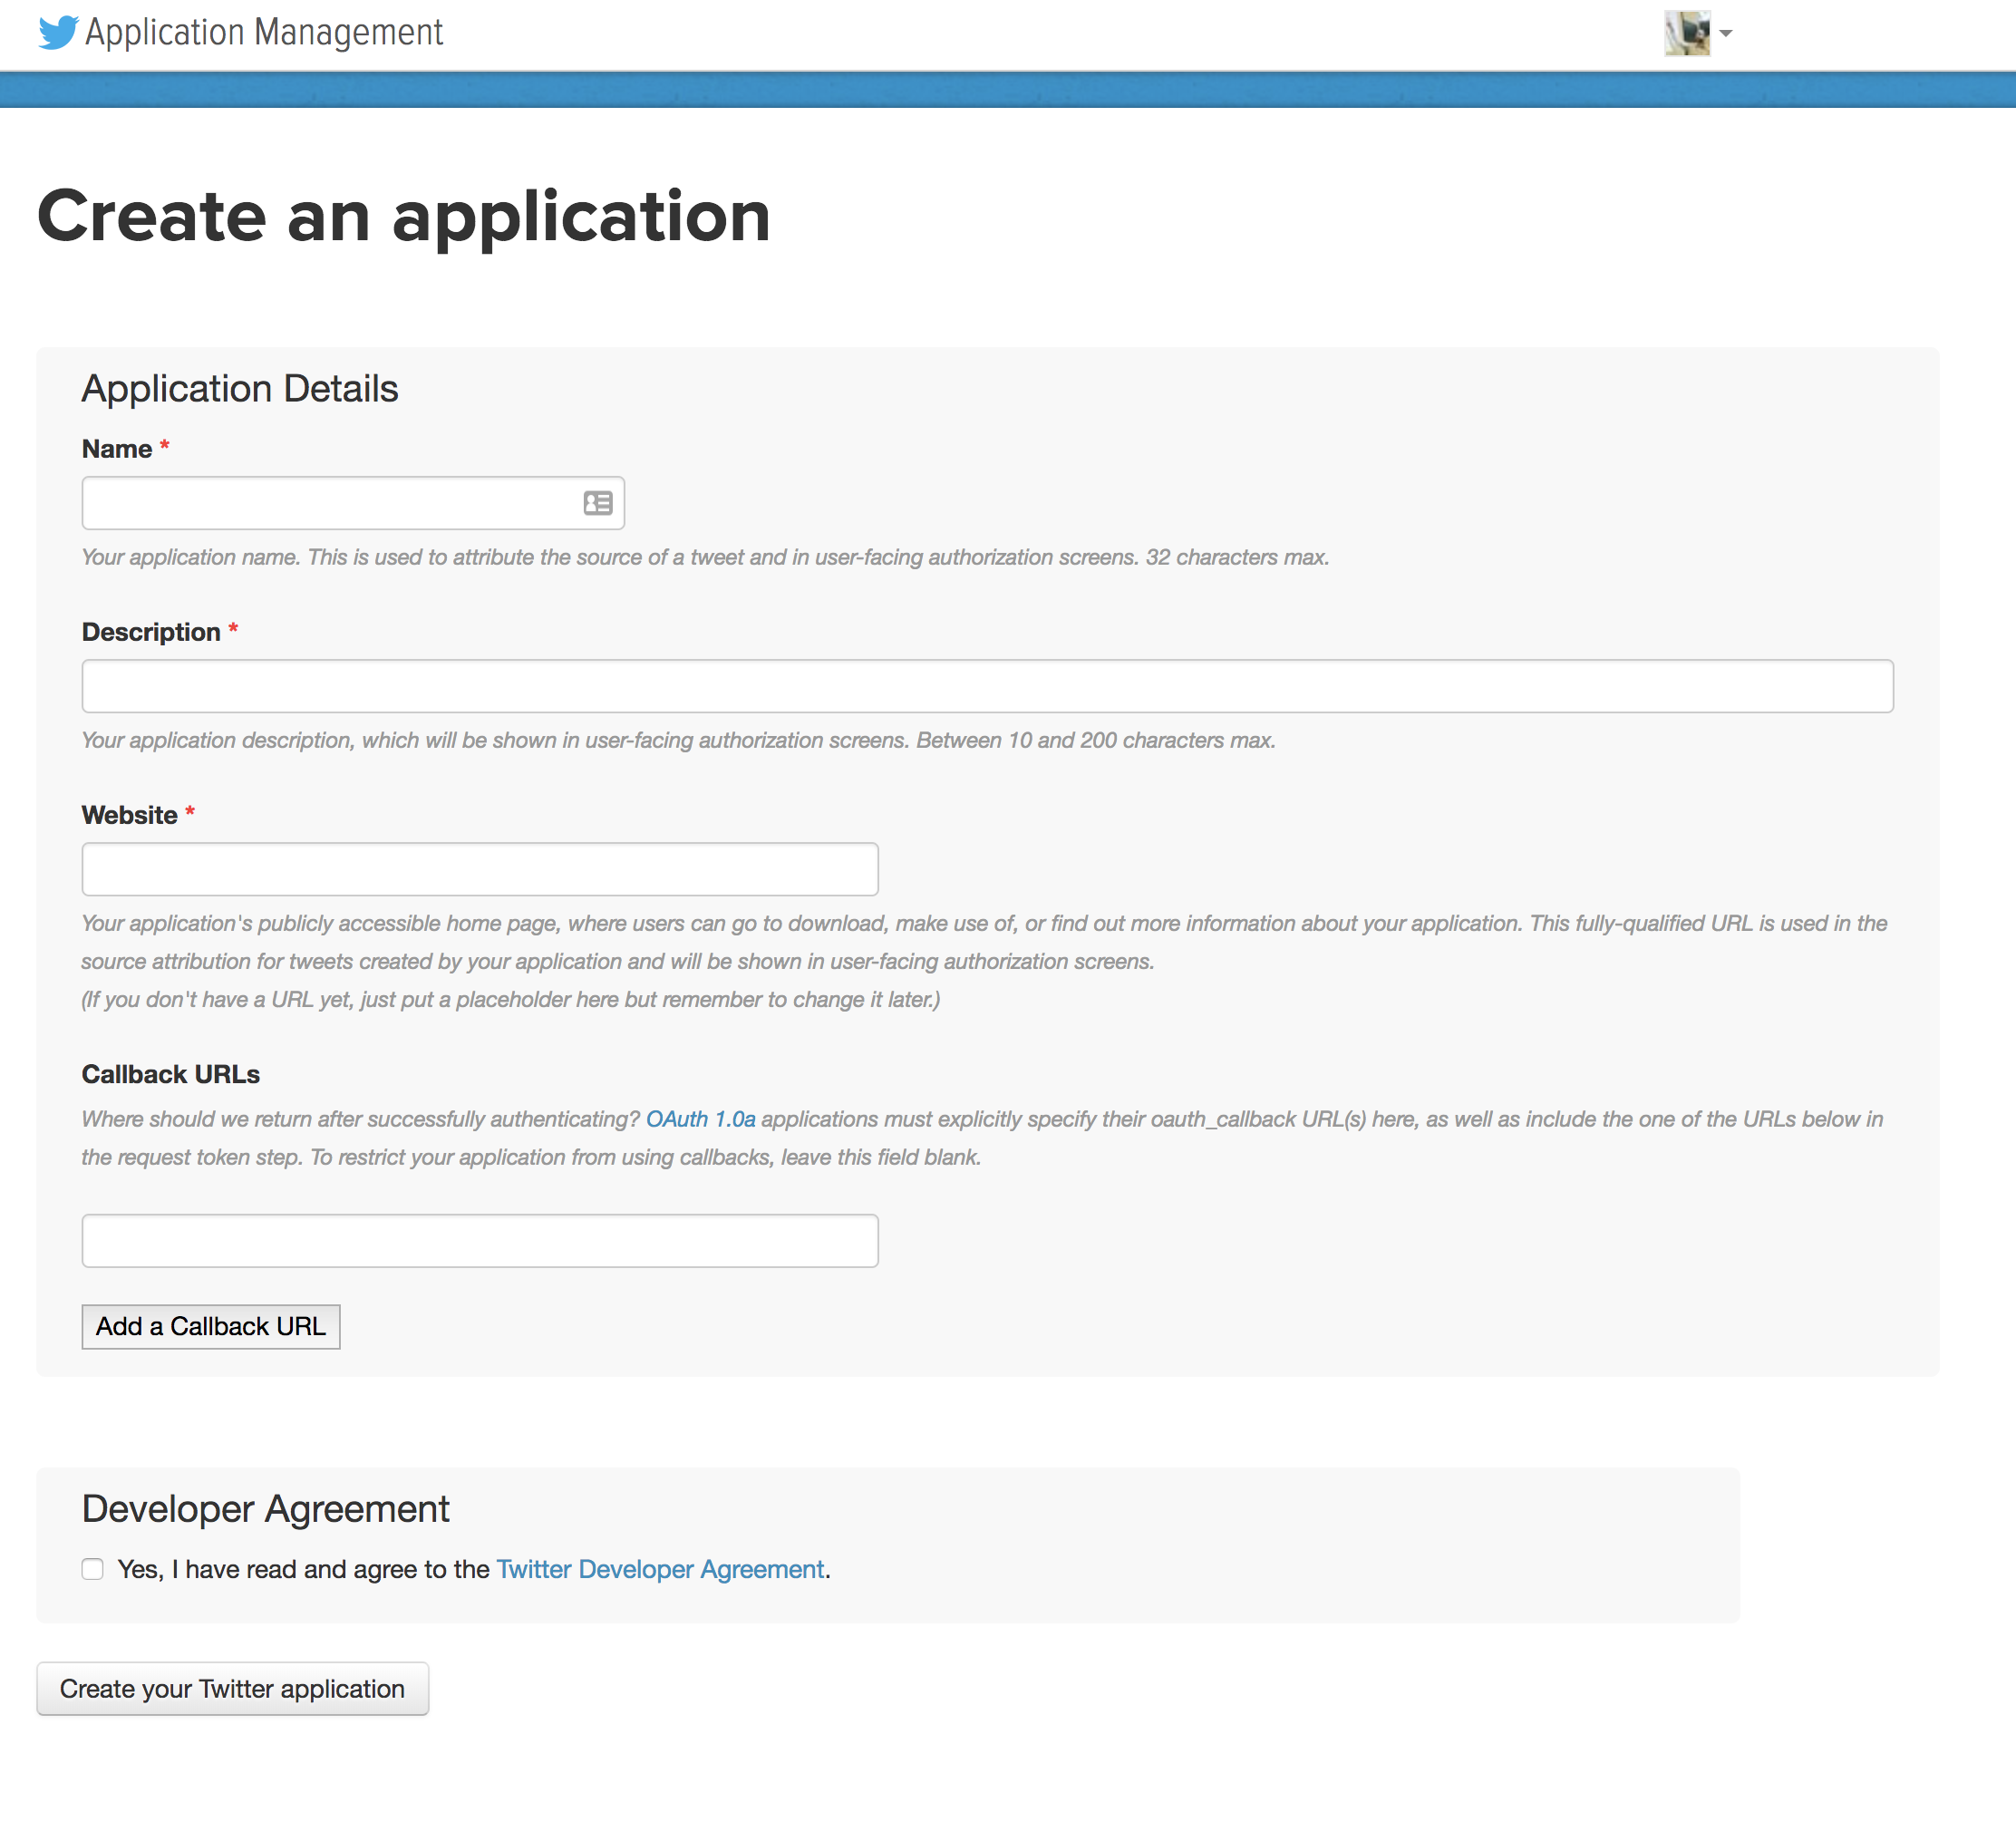 Application Management
Create an application
Application Details
Name *
Your application name. This is used to attribute the source of a tweet and in user-facing authorization screens. 32 characters max.
Description *
Your application description, which will be shown in user-facing authorization screens. Between 10 and 200 characters max.
Website *
Your application's publicly accessible home page, where users can go to download, make use of, or find out more information about your application. This fully-qualified URL is used in the
source attribution for tweets created by your application and will be shown in user-facing authorization screens.
(If you don't have a URL yet, just put a placeholder here but remember to change it later.)
Callback URLs
Where should we return after successfully authenticating? OAuth 1.0a applications must explicitly specify their oauth_callback URL(s) here, as well as include the one of the URLs below in
the request token step. To restrict your application from using callbacks, leave this field blank.
Add a Callback URL
Developer Agreement
Yes, I have read and agree to the Twitter Developer Agreement.
Create your Twitter application